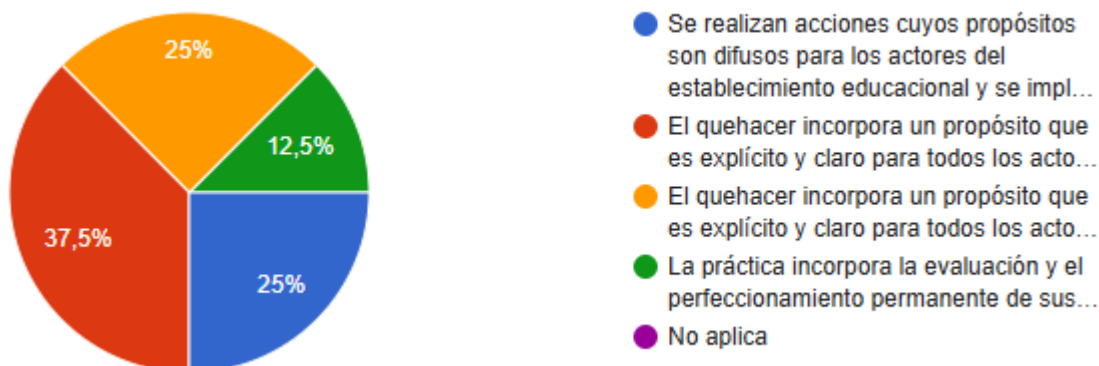 25%
12,5%
37,5%
25%
Se realizan acciones cuyos propósitos
son difusos para los actores del
establecimiento educacional y se impl...
El quehacer incorpora un propósito que
es explícito y claro para todos los acto...
El quehacer incorpora un propósito que
es explícito y claro para todos los acto...
La práctica incorpora la evaluación y el
perfeccionamiento permanente de sus...
No aplica